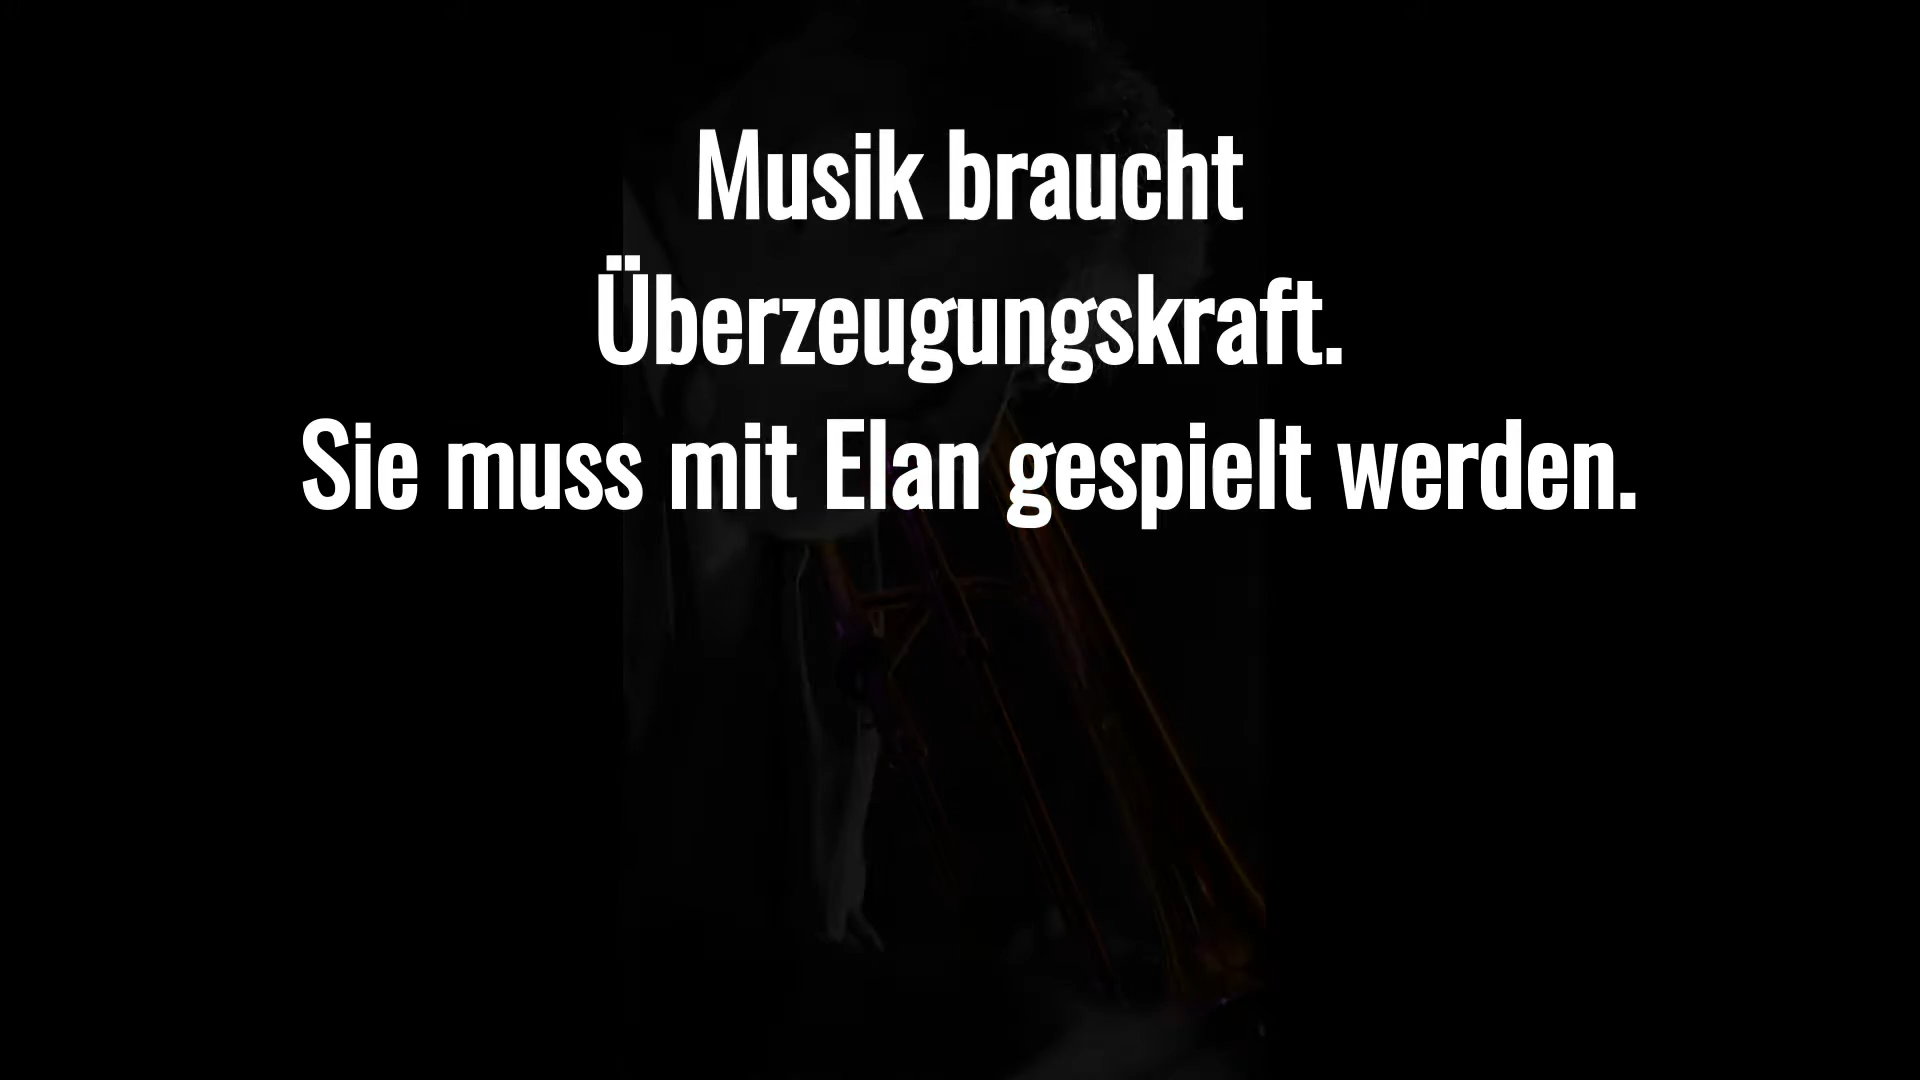 Musik braucht
Überzeugungskraft.
Sie muss mit Elan gespielt werden.